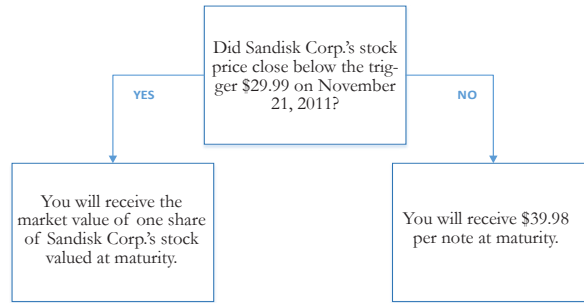 Did Sandisk Corp.'s stock
price close below the trig-
ger $29.99 on November
21, 2011?
YES
NO
You will receive the
market value of one share
of Sandisk Corp.'s stock
valued at maturity.
You will receive $39.98
per note at maturity.